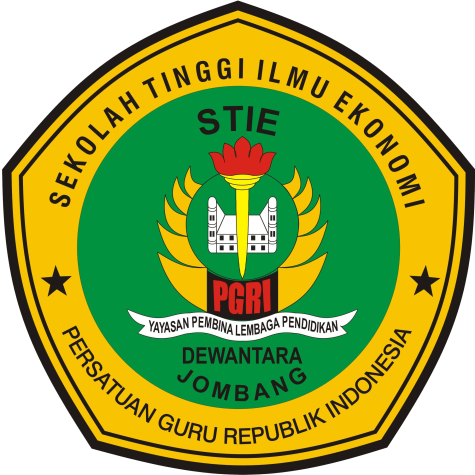 SEKOLAH TINGGI ILMU EKONOMI
STIE
PGRI
YAYASAN PEMBINA LEMBAGA PENDIDIKAN
DEWANTARA
JOMBANG
PERSATUAN GURU REPUBLIK INDONESIA